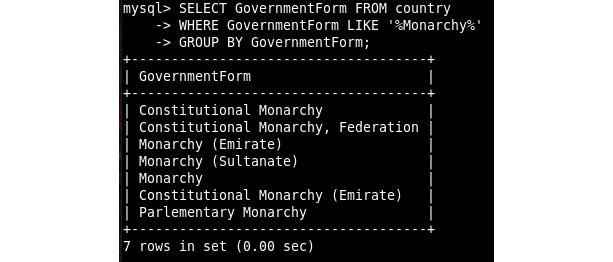 mysql> SELECT GovernmentForm FROM country
    -> WHERE GovernmentForm LIKE '%Monarchy%'
    -> GROUP BY GovernmentForm;
+-------------------------------------+
| GovernmentForm                      |
+-------------------------------------+
| Constitutional Monarchy             |
| Constitutional Monarchy, Federation |
| Monarchy (Emirate)                  |
| Monarchy (Sultanate)                |
| Monarchy                            |
| Constitutional Monarchy (Emirate)   |
| Parlementary Monarchy               |
+-------------------------------------+
7 rows in set (0.00 sec)